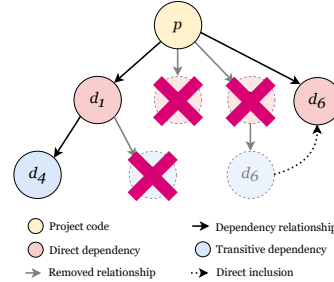 p
d1
d6
d4
d6
Project code
Dependency relationship
Direct dependency
Transitive dependency
Removed relationship
Direct inclusion